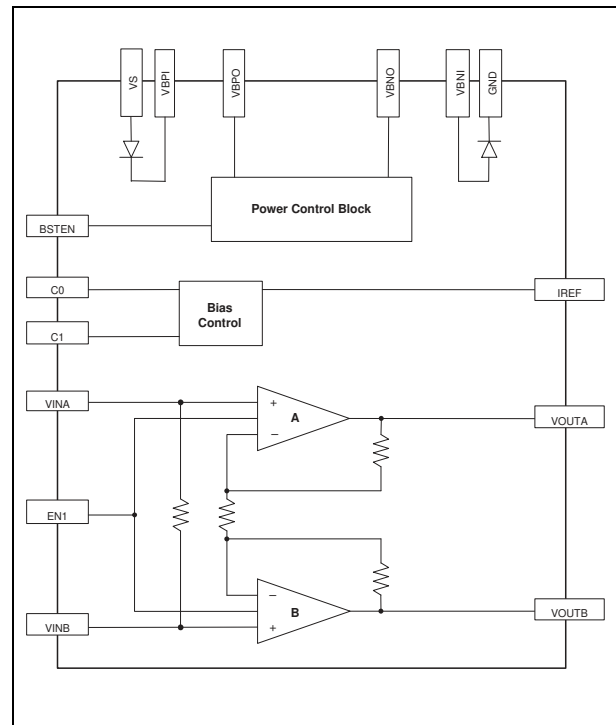 VS
VBPI
VBPO
VBNO
VBNI
GND
Power Control Block
BSTEN
C0
Bias
Control
IREF
C1
VINA
+
A
−
VOUTA
EN1
−
B
+
VINB
VOUTB